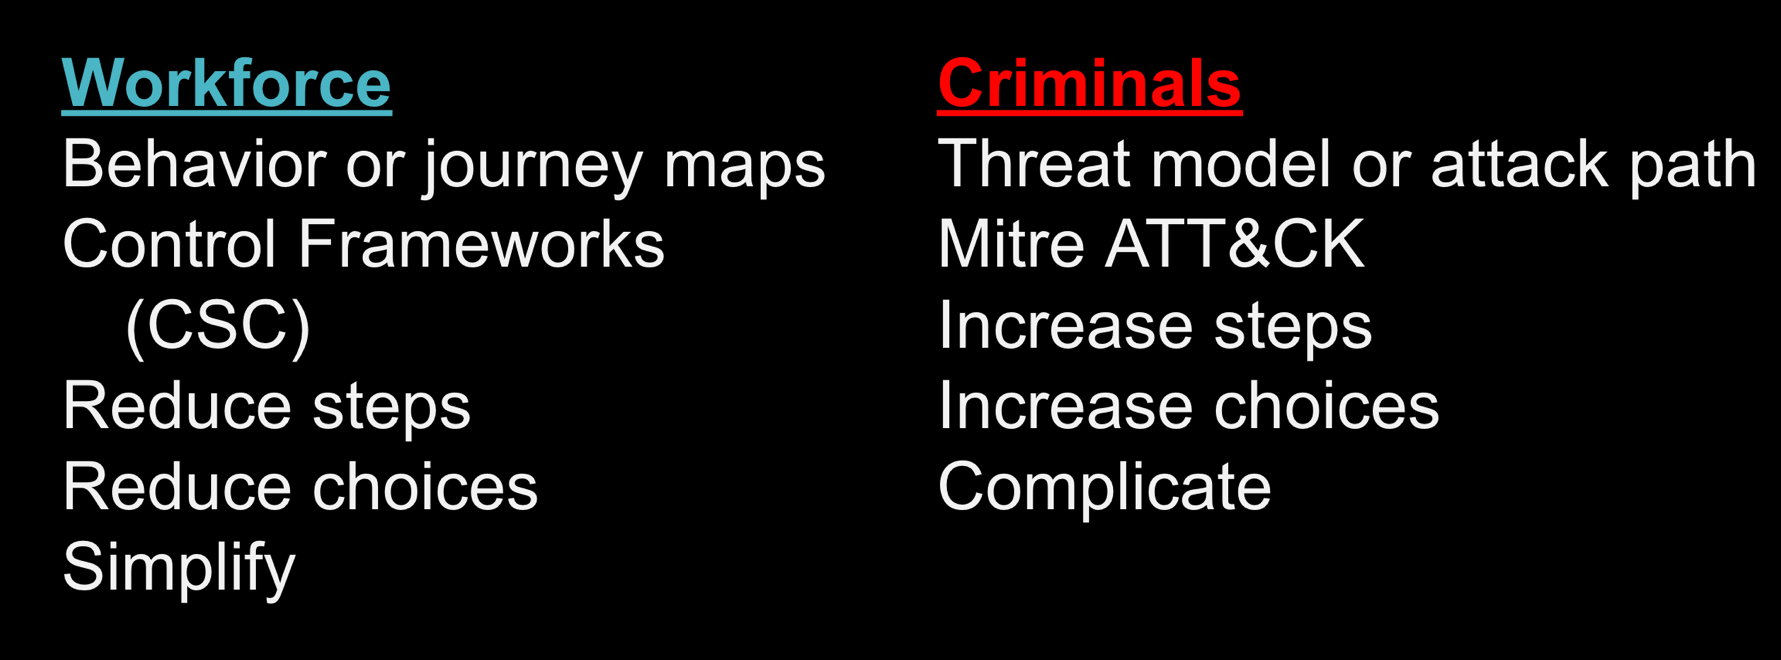 Workforce
Behavior or journey maps
Control Frameworks
(CSC)
Reduce steps
Reduce choices
Simplify
Criminals
Threat model or attack path
Mitre ATT&CK
Increase steps
Increase choices
Complicate